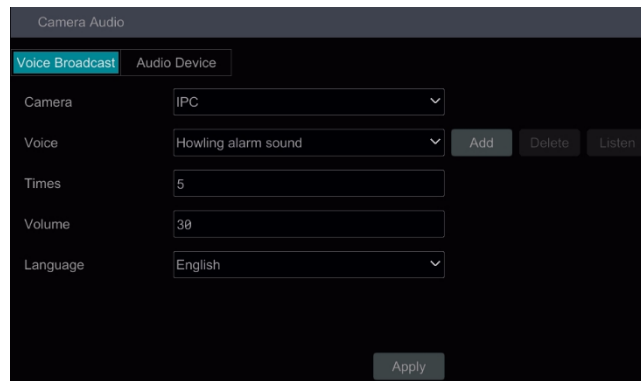 Camera Audio
Voice Broadcast Audio Device
Camera IPC
Voice Howling alarm sound Add Delete Listen
Times 5
Volume 30
Language English
Apply